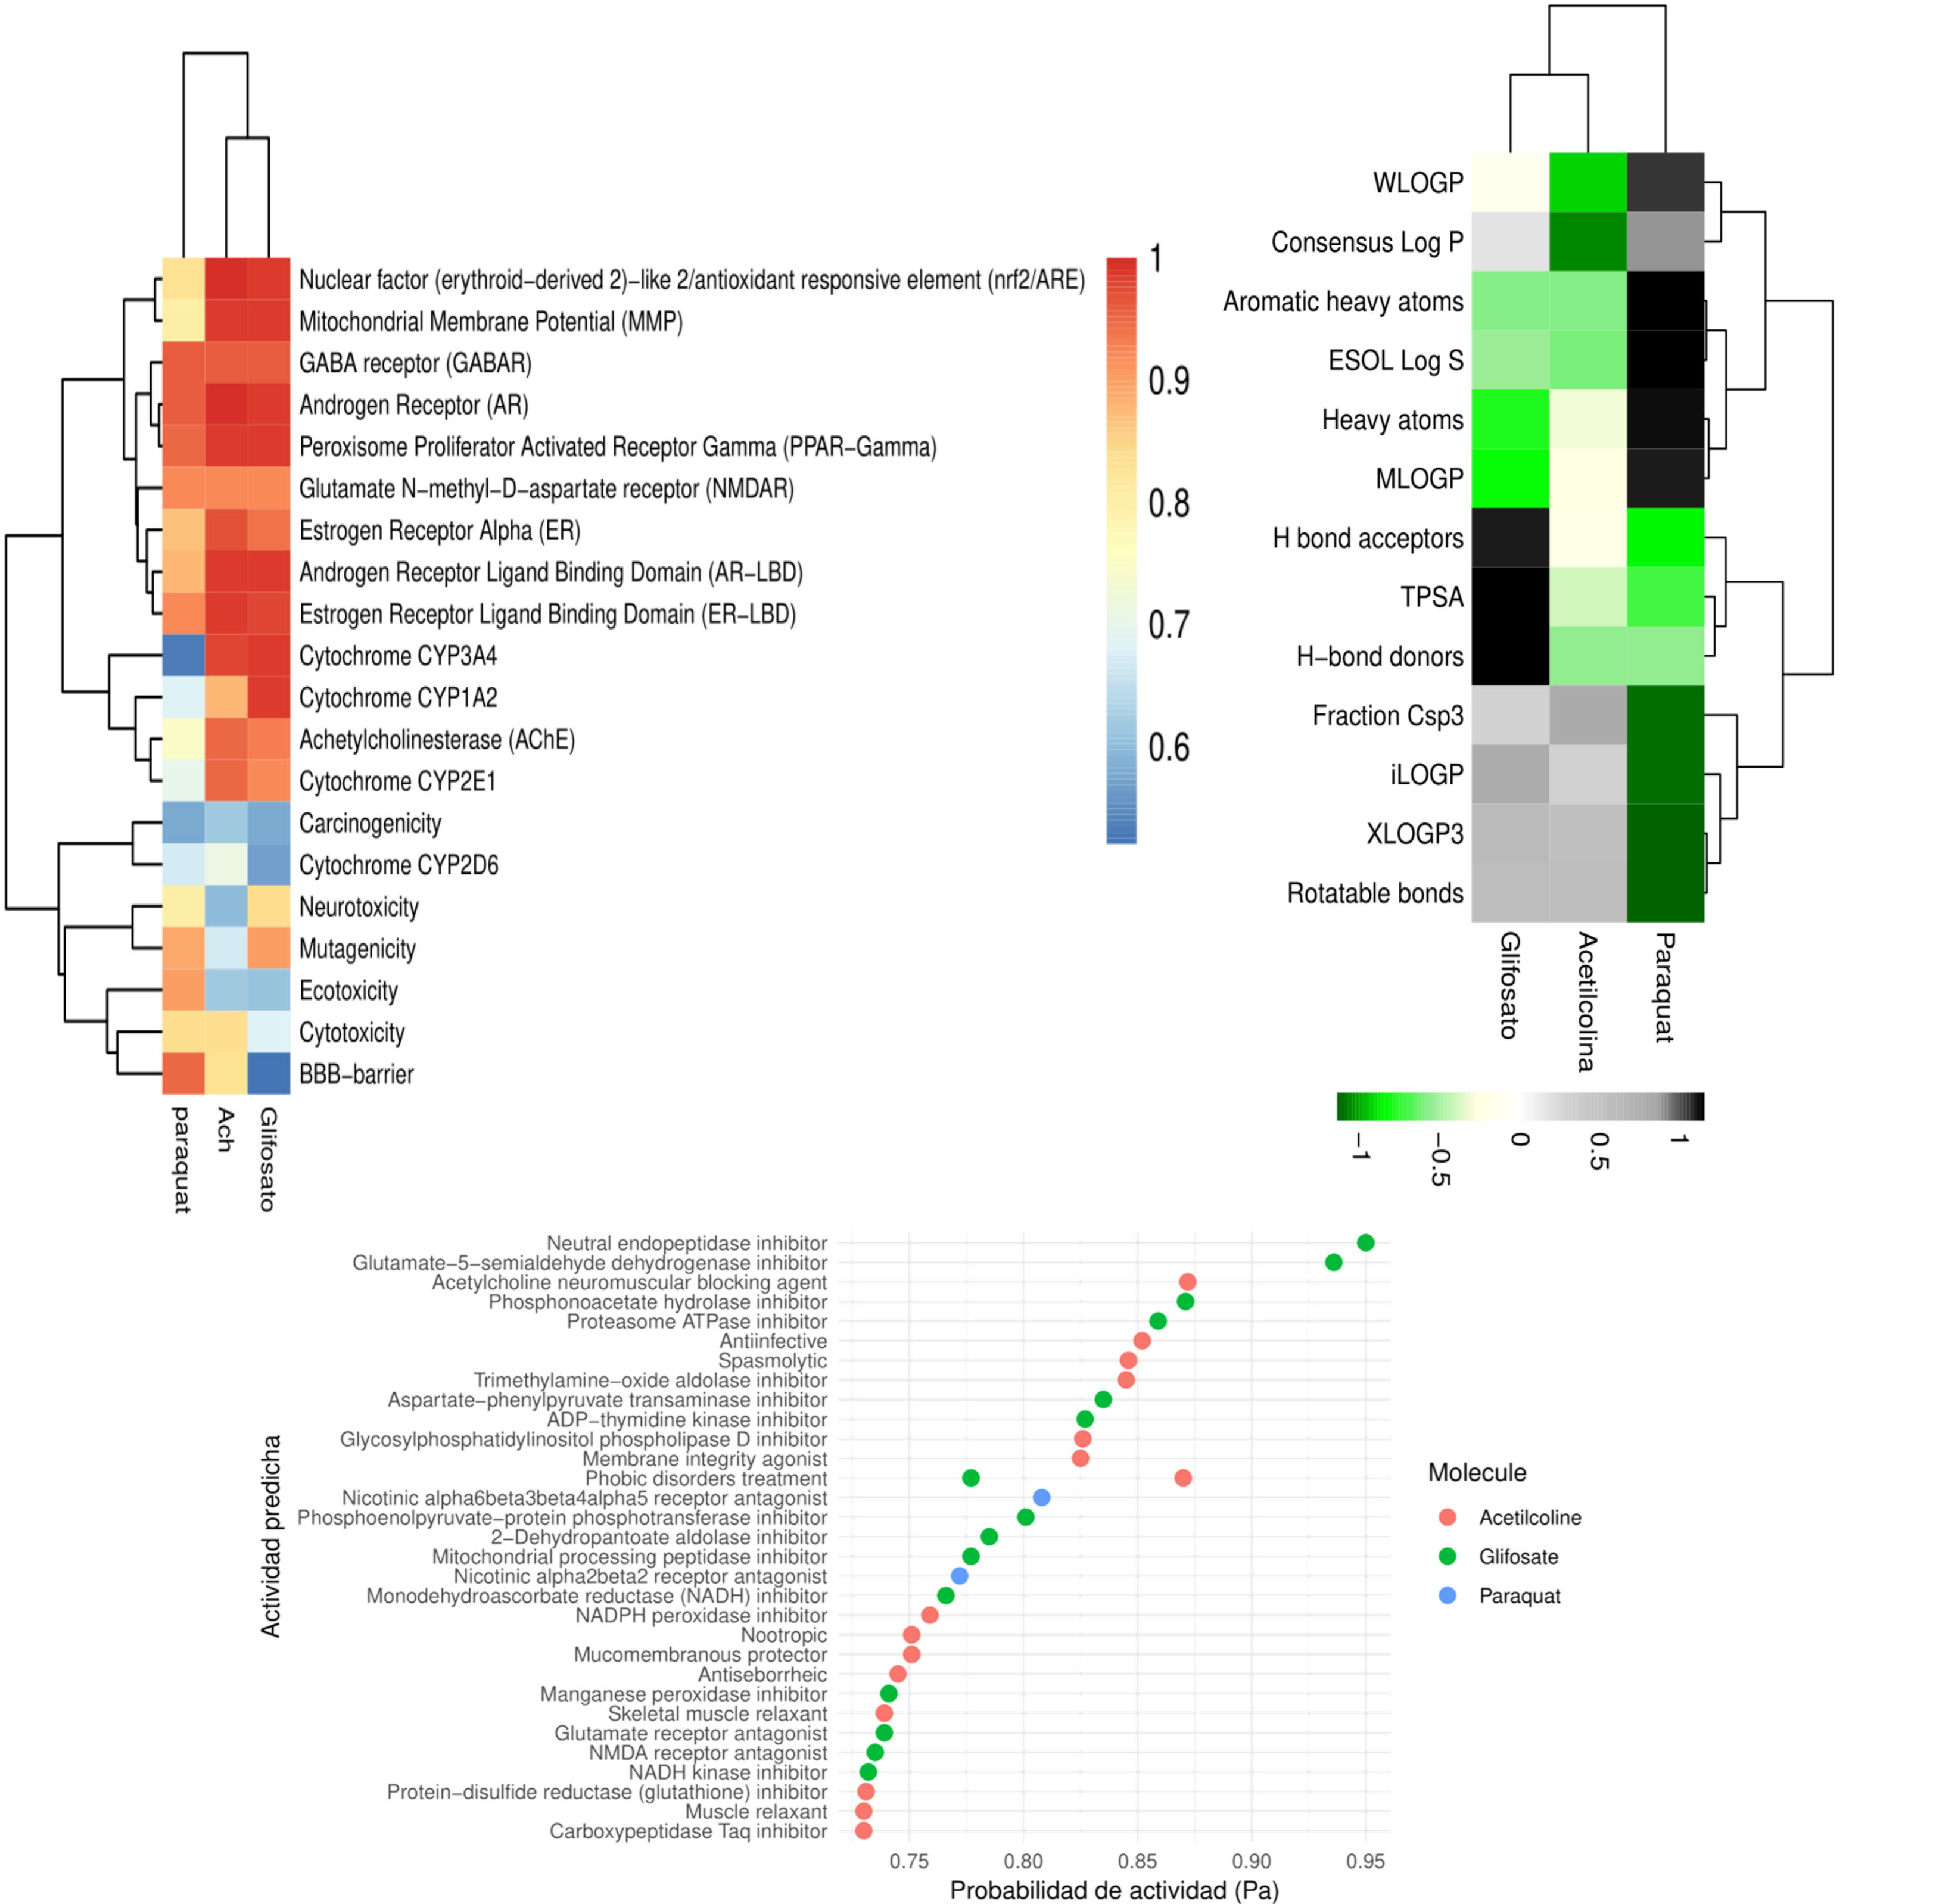 Nuclear factor (erythroid−derived 2)−like 2/antioxidant responsive element (nrf2/ARE)
Mitochondrial Membrane Potential (MMP)
GABA receptor (GABAR)
Androgen Receptor (AR)
Peroxisome Proliferator Activated Receptor Gamma (PPAR−Gamma)
Glutamate N−methyl−D−aspartate receptor (NMDAR)
Estrogen Receptor Alpha (ER)
Androgen Receptor Ligand Binding Domain (AR−LBD)
Estrogen Receptor Ligand Binding Domain (ER−LBD)
Cytochrome CYP3A4
Cytochrome CYP1A2
Achetylcholinesterase (AChE)
Cytochrome CYP2E1
Carcinogenicity
Cytochrome CYP2D6
Neurotoxicity
Mutagenicity
Ecotoxicity
Cytotoxicity
BBB−barrier
paraquat
Ach
Glifosato
1
0.9
0.8
0.7
0.6
WLOGP
Consensus Log P
Aromatic heavy atoms
ESOL Log S
Heavy atoms
MLOGP
H bond acceptors
TPSA
H−bond donors
Fraction Csp3
iLOGP
XLOGP3
Rotatable bonds
Glifosato
Acetilcolina
Paraquat
−1
−0.5
0
0.5
1
Actividad predicha
Neutral endopeptidase inhibitor
Glutamate−5−semialdehyde dehydrogenase inhibitor
Acetylcholine neuromuscular blocking agent
Phosphonoacetate hydrolase inhibitor
Proteasome ATPase inhibitor
Antiinfective
Spasmolytic
Trimethylamine−oxide aldolase inhibitor
Aspartate−phenylpyruvate transaminase inhibitor
ADP−thymidine kinase inhibitor
Glycosylphosphatidylinositol phospholipase D inhibitor
Membrane integrity agonist
Phobic disorders treatment
Nicotinic alpha6beta3beta4alpha5 receptor antagonist
Phosphoenolpyruvate−protein phosphotransferase inhibitor
2−Dehydropantoate aldolase inhibitor
Mitochondrial processing peptidase inhibitor
Nicotinic alpha2beta2 receptor antagonist
Monodehydroascorbate reductase (NADH) inhibitor
NADPH peroxidase inhibitor
Nootropic
Mucomembranous protector
Antiseborrheic
Manganese peroxidase inhibitor
Skeletal muscle relaxant
Glutamate receptor antagonist
NMDA receptor antagonist
NADH kinase inhibitor
Protein−disulfide reductase (glutathione) inhibitor
Muscle relaxant
Carboxypeptidase Taq inhibitor
0.75
0.80
0.85
0.90
0.95
Probabilidad de actividad (Pa)
Molecule
Acetilcoline
Glifosate
Paraquat